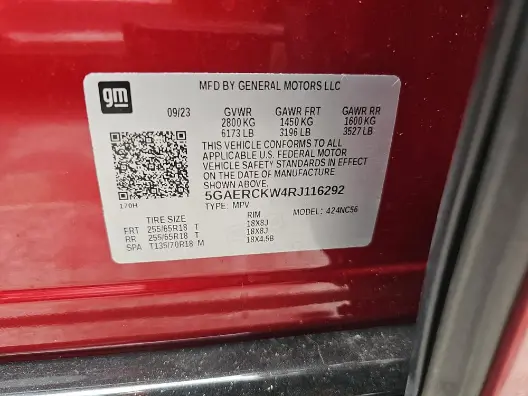 gm
MFD BY GENERAL MOTORS LLC
09/23 GVWR GAWR FRT GAWR RR
2800 KG 1450 KG 1600 KG
6173 LB 3196 LB 3527 LB
THIS VEHICLE CONFORMS TO ALL
APPLICABLE U.S. FEDERAL MOTOR
VEHICLE SAFETY STANDARDS IN EFFECT
ON THE DATE OF MANUFACTURE
SHOWN ABOVE.
5GAERCKW4RJ116292
170H TYPE: MPV MODEL: 424NC56
TIRE SIZE RIM
FRT 255/65R18 T 18X8J
RR 255/65R18 T 18X8J
SPA T135/70R18 M 18X4.5B